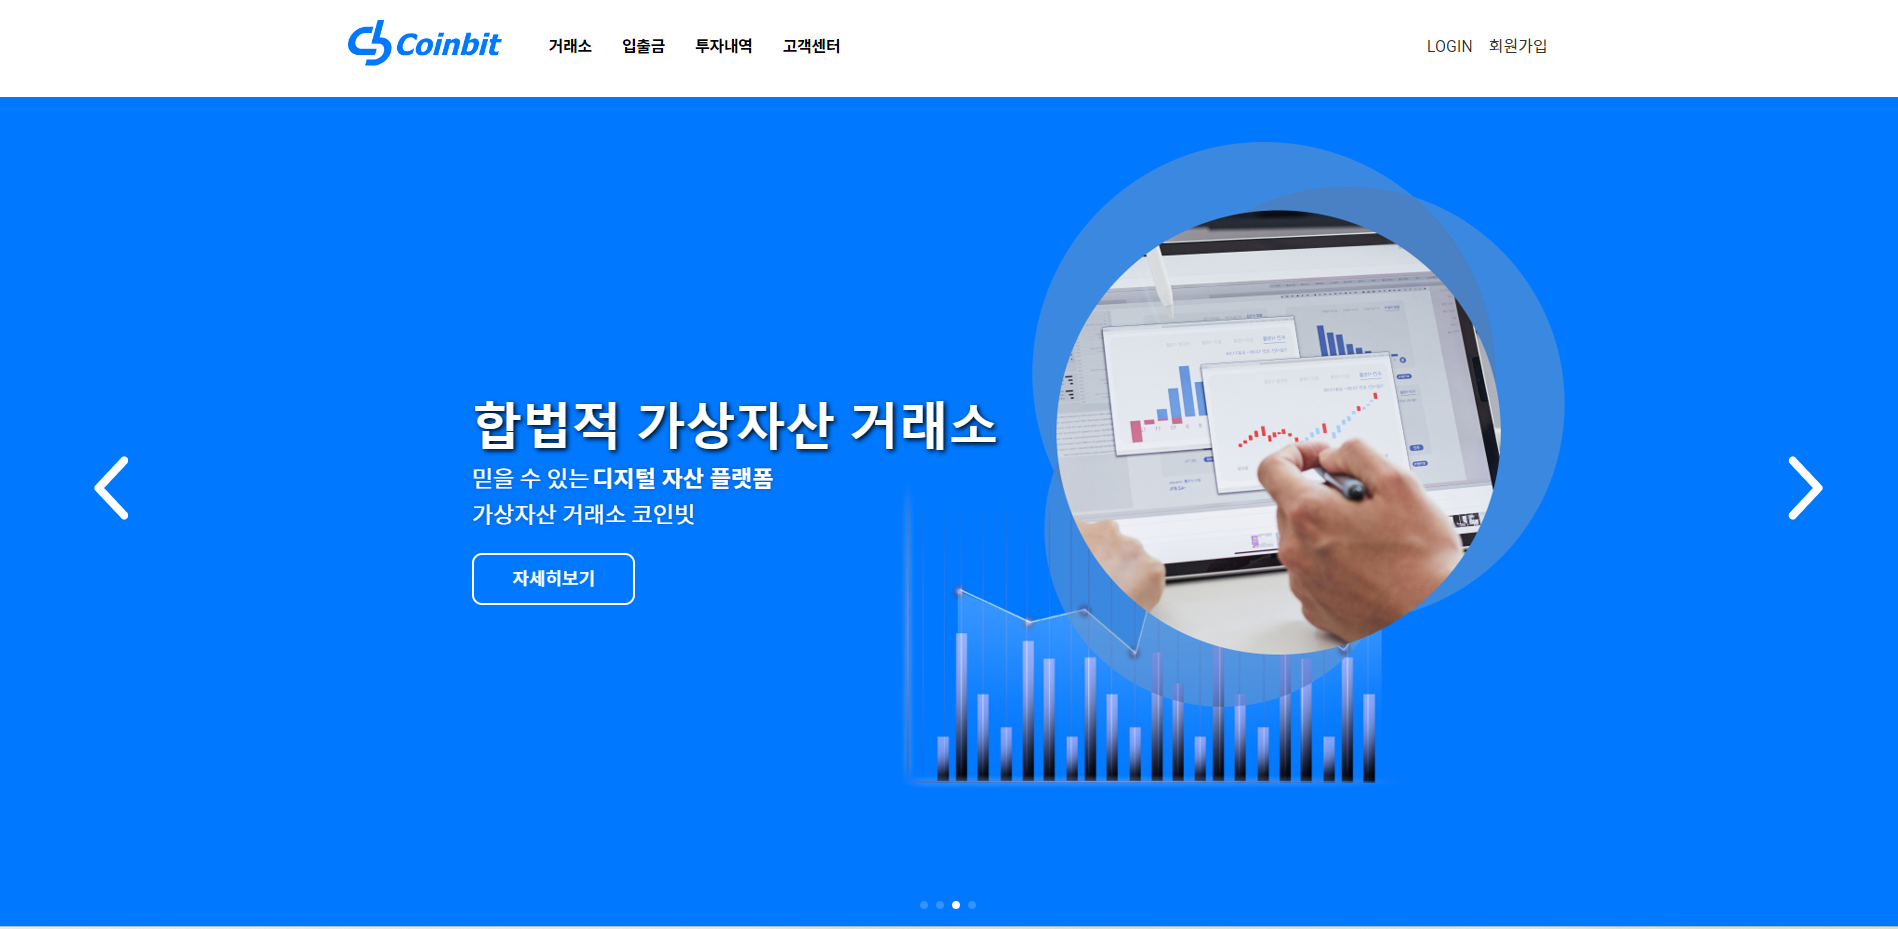 Coinbit
거래소 입출금 투자내역 고객센터
LOGIN 회원가입
합법적 가상자산 거래소
믿을 수 있는 디지털 자산 플랫폼
가상자산 거래소 코인빗
자세히보기